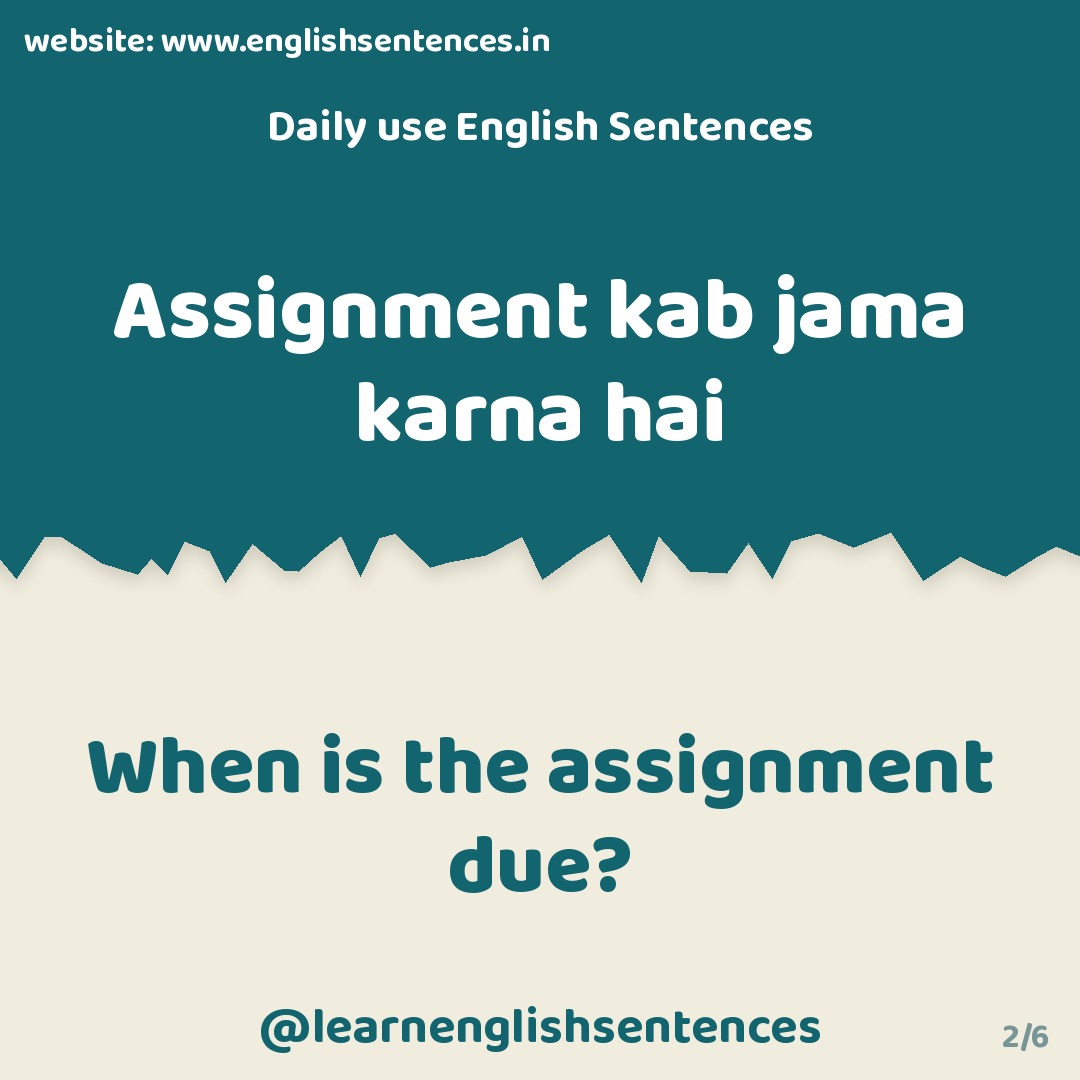 website: www.englishsentences.in
Daily use English Sentences
Assignment kab jama
karna hai
When is the assignment
due?
@learnenglishsentences
2/6